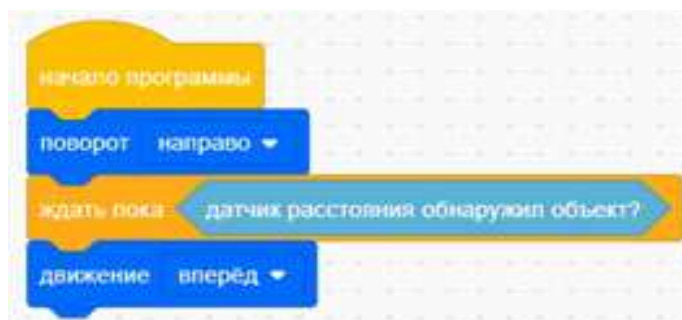 начало программы
поворот направо
ждать пока датчик расстояния обнаружил объект?
движение вперёд